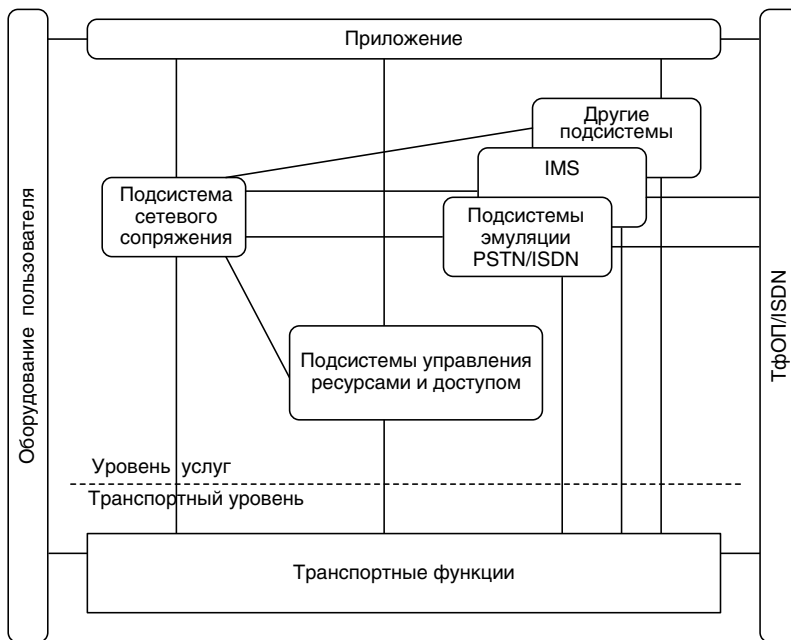 Приложение
Другие
подсистемы
IMS
Подсистема
сетевого
сопряжения
Подсистемы
эмуляции
PSTN/ISDN
Подсистемы управления
ресурсами и доступом
Уровень услуг
Транспортный уровень
Транспортные функции
Оборудование пользователя
ТфОП/ISDN